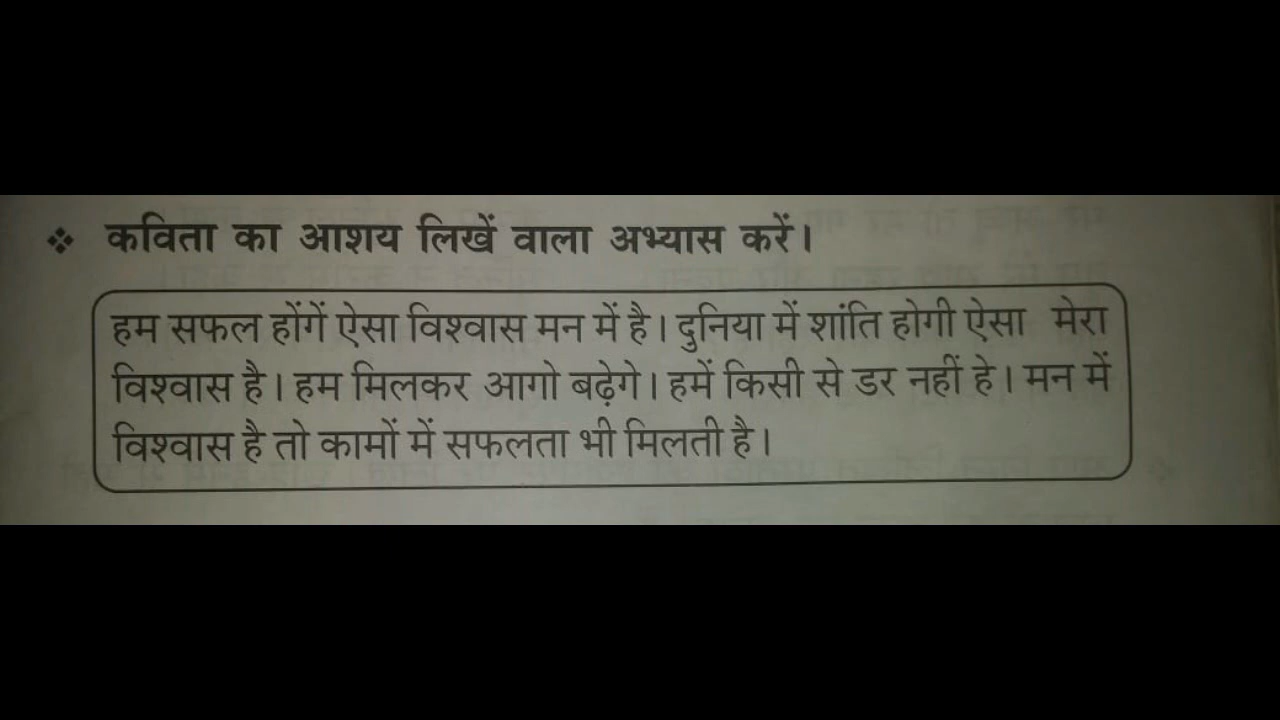 ❖ कविता का आशय लिखें वाला अभ्यास करें।
हम सफल होंगें ऐसा विश्वास मन में है। दुनिया में शांति होगी ऐसा मेरा
विश्वास है। हम मिलकर आगो बढ़ेगे। हमें किसी से डर नहीं हे। मन में
विश्वास है तो कामों में सफलता भी मिलती है।